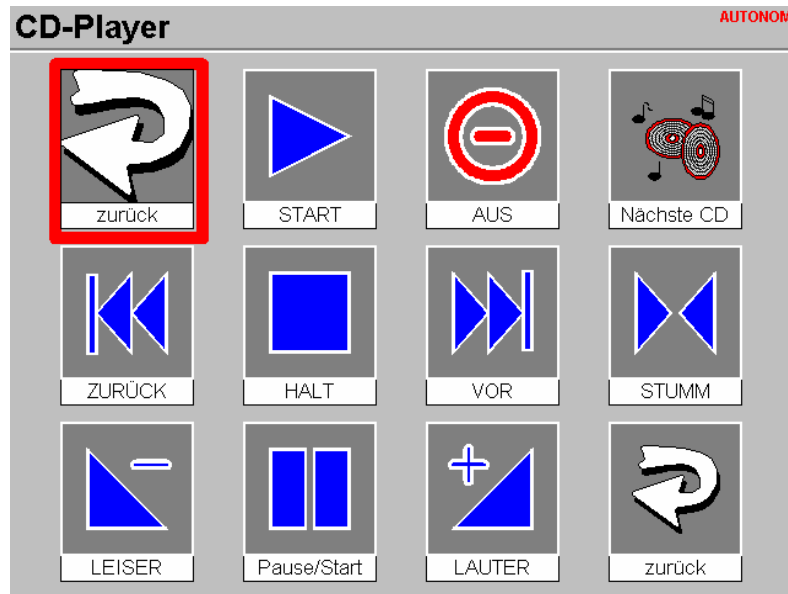 CD-Player
AUTONOM
zurück
START
AUS
Nächste CD
ZURÜCK
HALT
VOR
STUMM
LEISER
Pause/Start
LAUTER
zurück